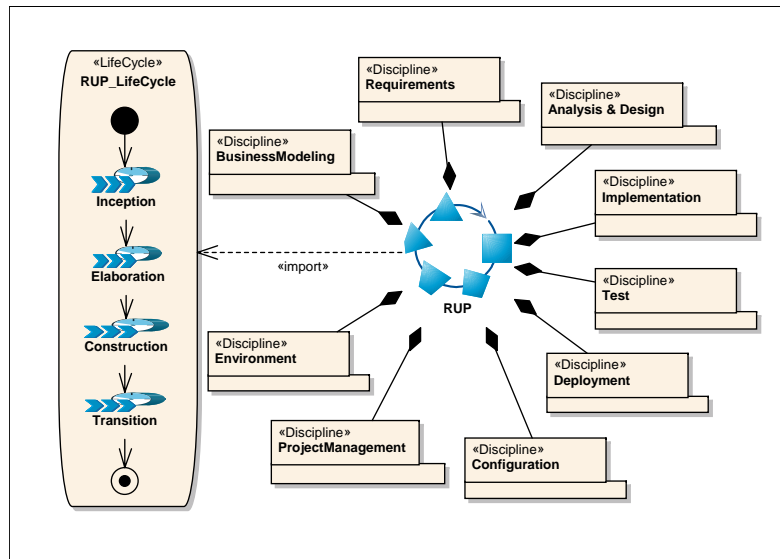 «LifeCycle»
RUP_LifeCycle
Inception
Elaboration
Construction
Transition
«Discipline»
Requirements
«Discipline»
Analysis & Design
«Discipline»
BusinessModeling
«Discipline»
Implementation
«import»
RUP
«Discipline»
Test
«Discipline»
Environment
«Discipline»
Deployment
«Discipline»
ProjectManagement
«Discipline»
Configuration